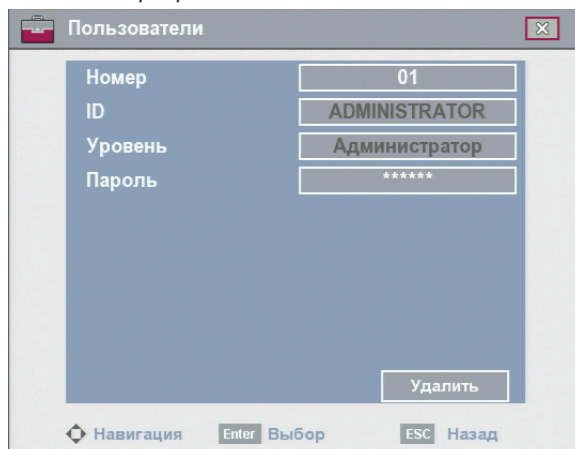 Пользователи
Номер 01
ID ADMINISTRATOR
Уровень Администратор
Пароль ******
Удалить
Навигация Enter Выбор ESC Назад